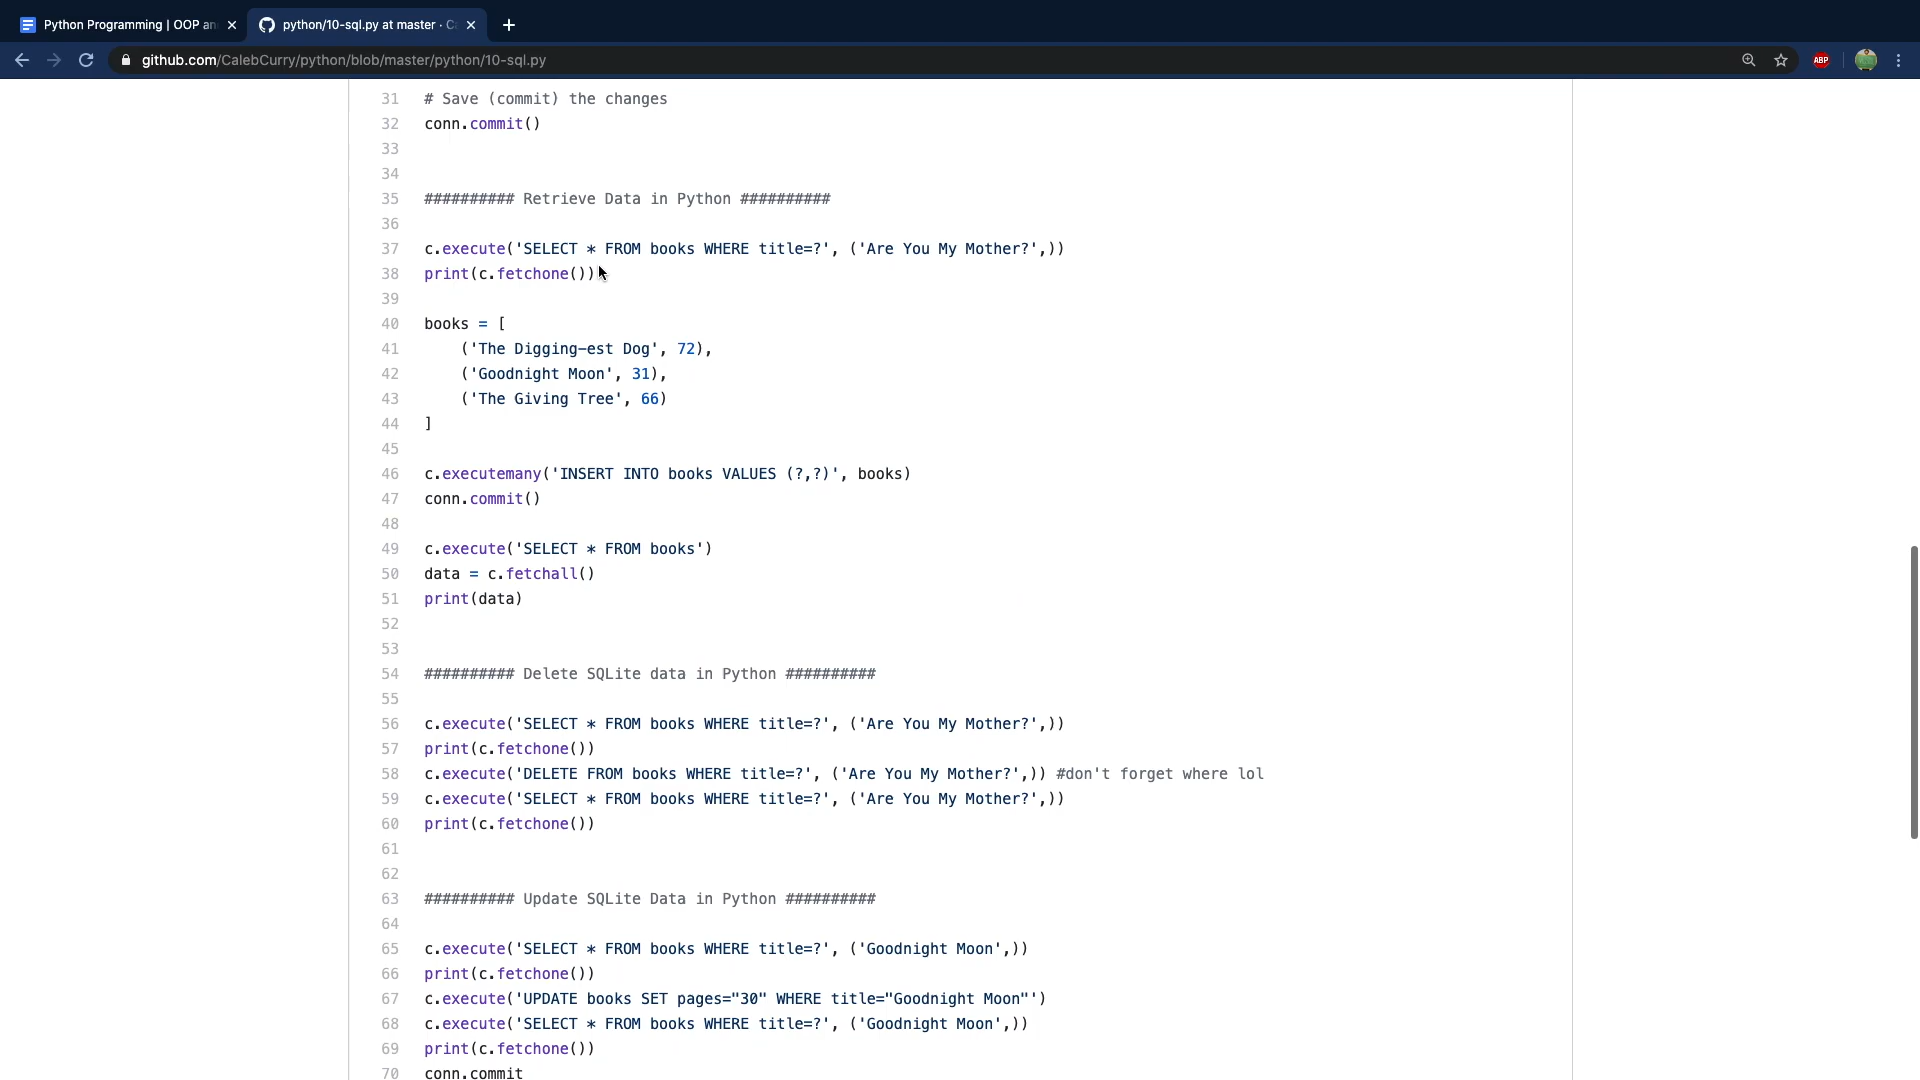 Python Programming | OOP an
python/10-sql.py at master · Ca
github.com/CalebCurry/python/blob/master/python/10-sql.py
ABP
31 # Save (commit) the changes
32 conn.commit()
33
34
35 ########## Retrieve Data in Python ##########
36
37 c.execute('SELECT * FROM books WHERE title=?', ('Are You My Mother?',))
38 print(c.fetchone())
39
40 books = [
41     ('The Digging-est Dog', 72),
42     ('Goodnight Moon', 31),
43     ('The Giving Tree', 66)
44 ]
45
46 c.executemany('INSERT INTO books VALUES (?,?)', books)
47 conn.commit()
48
49 c.execute('SELECT * FROM books')
50 data = c.fetchall()
51 print(data)
52
53
54 ########## Delete SQLite data in Python ##########
55
56 c.execute('SELECT * FROM books WHERE title=?', ('Are You My Mother?',))
57 print(c.fetchone())
58 c.execute('DELETE FROM books WHERE title=?', ('Are You My Mother?',)) #don't forget where lol
59 c.execute('SELECT * FROM books WHERE title=?', ('Are You My Mother?',))
60 print(c.fetchone())
61
62
63 ########## Update SQLite Data in Python ##########
64
65 c.execute('SELECT * FROM books WHERE title=?', ('Goodnight Moon',))
66 print(c.fetchone())
67 c.execute('UPDATE books SET pages="30" WHERE title="Goodnight Moon"')
68 c.execute('SELECT * FROM books WHERE title=?', ('Goodnight Moon',))
69 print(c.fetchone())
70 conn.commit